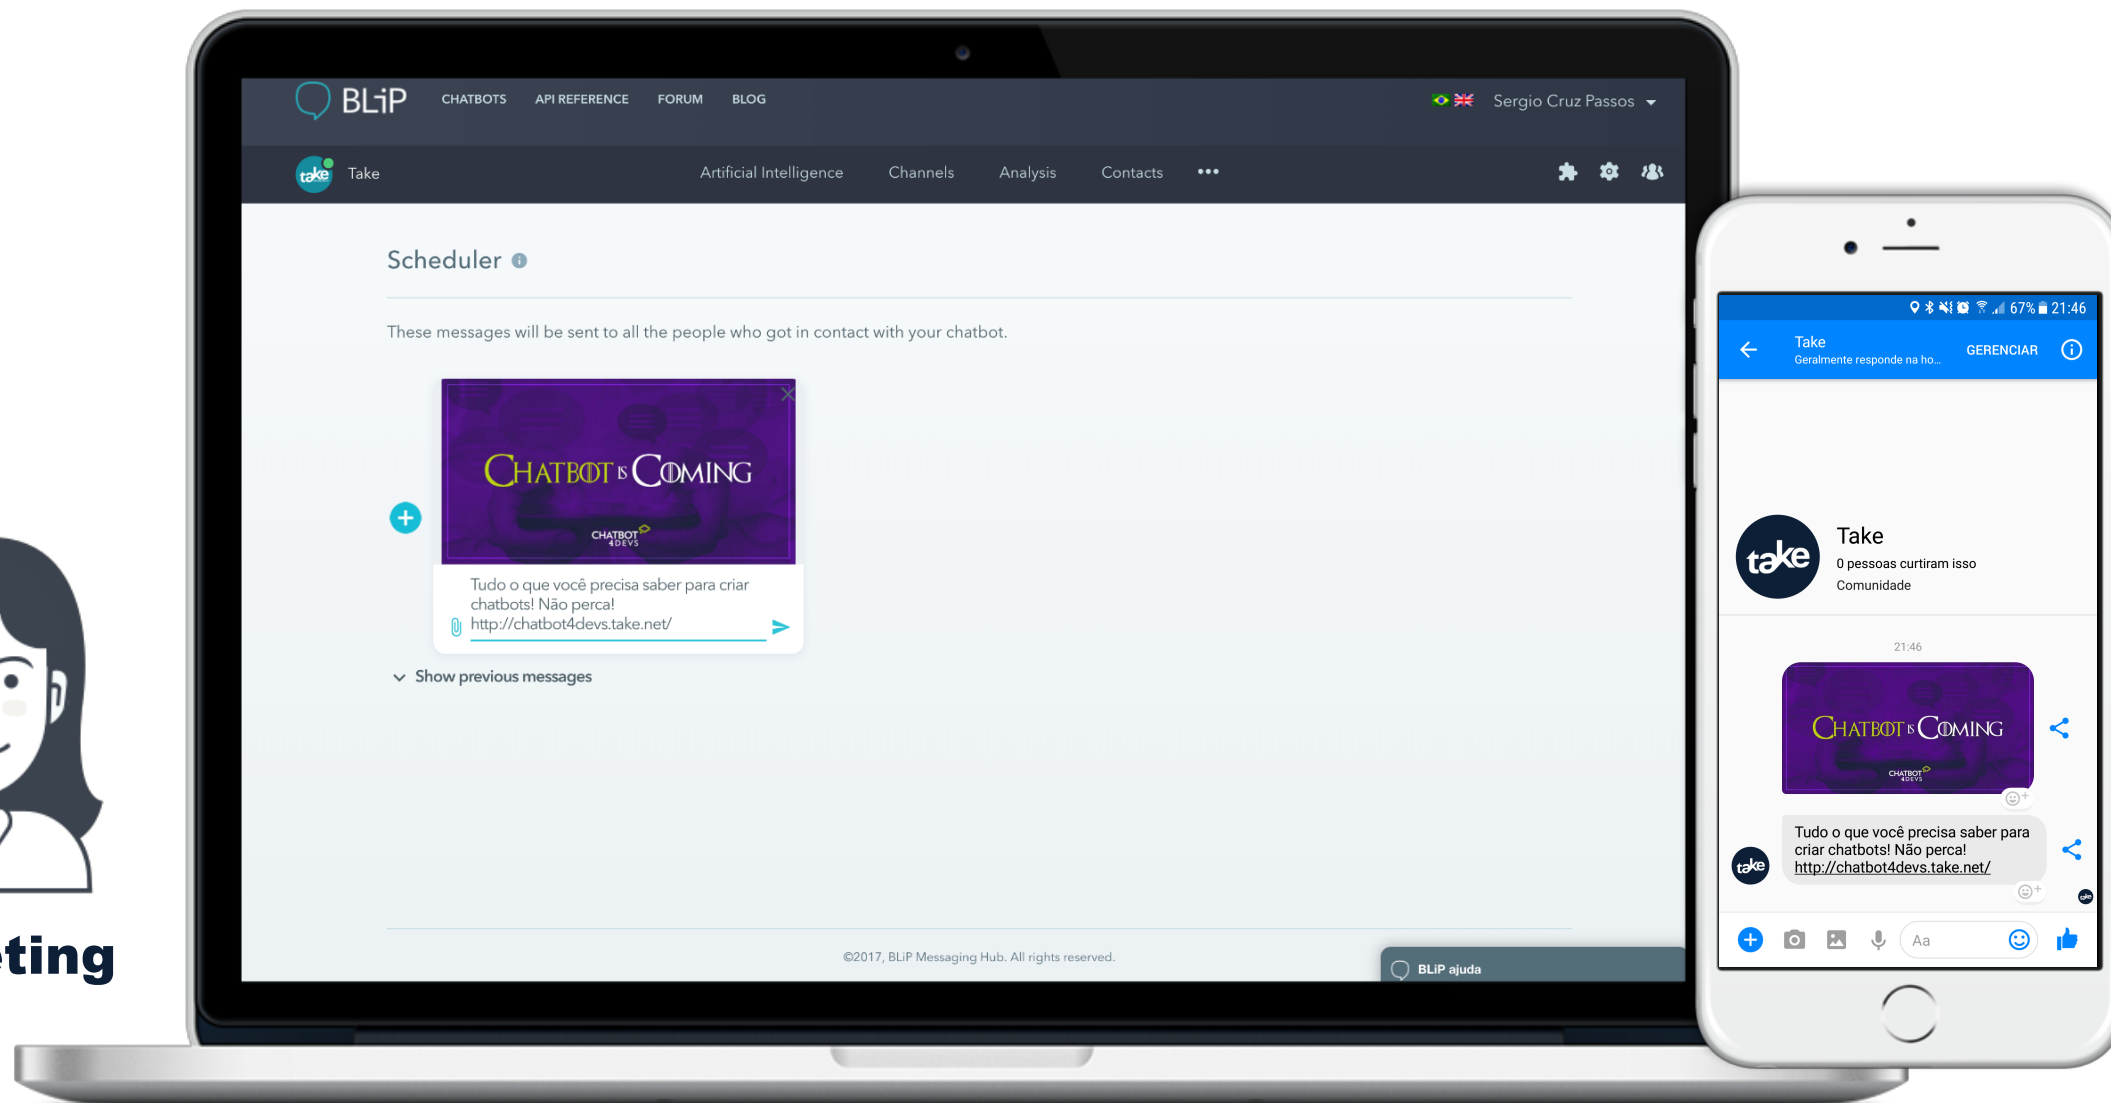 BLiP CHATBOTS API REFERENCE FORUM BLOG Sergio Cruz Passos
take Take Artificial Intelligence Channels Analysis Contacts •••
Scheduler
These messages will be sent to all the people who got in contact with your chatbot.
CHATBOT IS COMING
CHATBOT
4DEVS
Tudo o que você precisa saber para criar
chatbots! Não perca!
http://chatbot4devs.take.net/
Show previous messages
©2017, BLiP Messaging Hub. All rights reserved.
BLiP ajuda
67% 21:46
Take
Geralmente responde na ho...
GERENCIAR
take
Take
0 pessoas curtiram isso
Comunidade
21:46
CHATBOT IS COMING
CHATBOT
4DEVS
Tudo o que você precisa saber para
criar chatbots! Não perca!
http://chatbot4devs.take.net/
take
take
Aa
eting